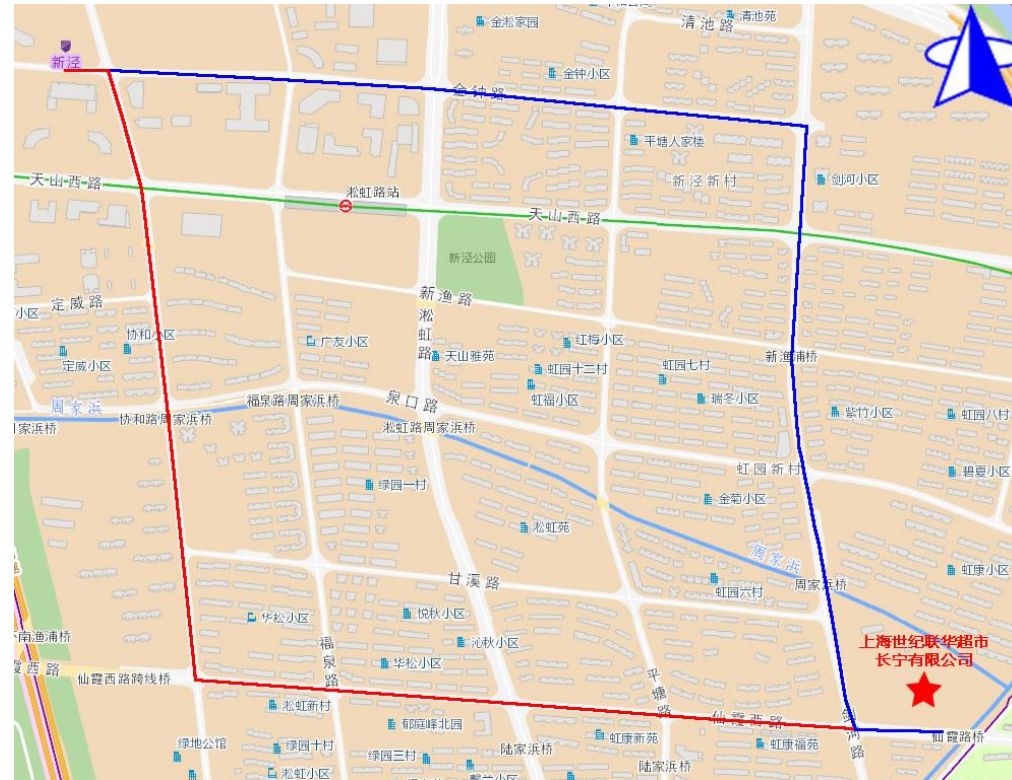 金淞家园
清池路
清池苑
新泾
金钟小区
金钟路
平塘人家楼
新泾新村
剑河小区
天山西路
淞虹路站
天山西路
新泾公园
定威路
新渔路
淞虹路
小区
协和小区
定威小区
广友小区
天山雅苑
红梅小区
虹园十二村
虹福小区
虹园七村
新渔浦桥
瑞冬小区
紫竹小区
虹园八村
周家浜
家浜桥
协和路周家浜桥
福泉路周家浜桥
泉口路
淞虹路周家浜桥
虹园新村
碧夏小区
绿园一村
金菊小区
淞虹苑
周家浜
周家浜桥
虹康小区
甘溪路
虹园六村
华松小区
悦秋小区
沁秋小区
福泉路
华松小区
南渔浦桥
霞西路
仙霞西路跨线桥
平塘路
上海世纪联华超市
长宁有限公司
淞虹新村
郁庭峰北园
仙霞西路
剑河路
仙霞路桥
绿地公馆
绿园十村
绿园三村
陆家浜桥
虹康新苑
虹康福苑
淞虹小区
陆家浜桥